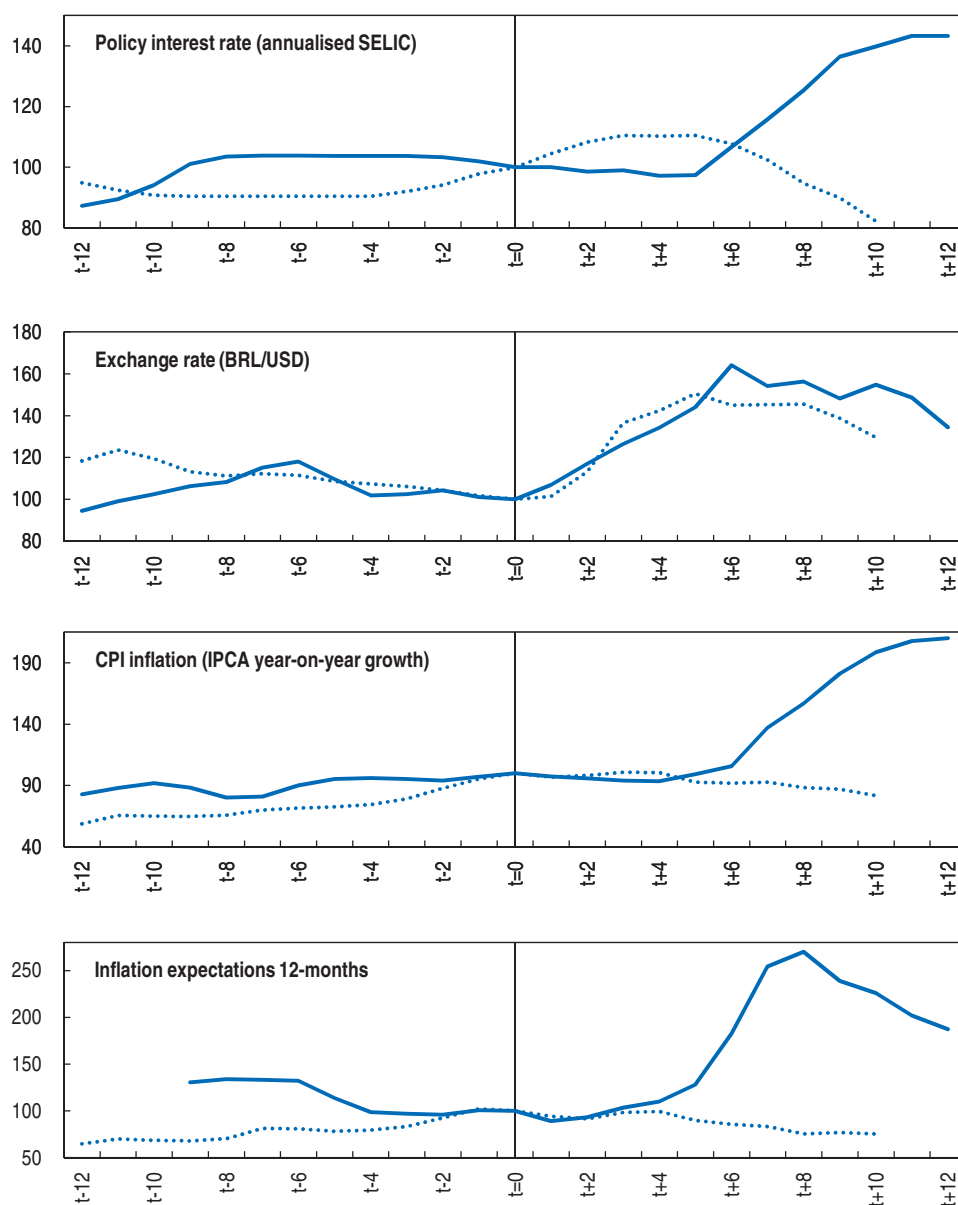 Policy interest rate (annualised SELIC)
140
120
100
80
t-12
t-10
t-8
t-6
t-4
t-2
t=0
t+2
t+4
t+6
t+8
t+10
t+12
Exchange rate (BRL/USD)
180
160
140
120
100
80
t-12
t-10
t-8
t-6
t-4
t-2
t=0
t+2
t+4
t+6
t+8
t+10
t+12
CPI inflation (IPCA year-on-year growth)
190
140
90
40
t-12
t-10
t-8
t-6
t-4
t-2
t=0
t+2
t+4
t+6
t+8
t+10
t+12
Inflation expectations 12-months
250
200
150
100
50
t-12
t-10
t-8
t-6
t-4
t-2
t=0
t+2
t+4
t+6
t+8
t+10
t+12